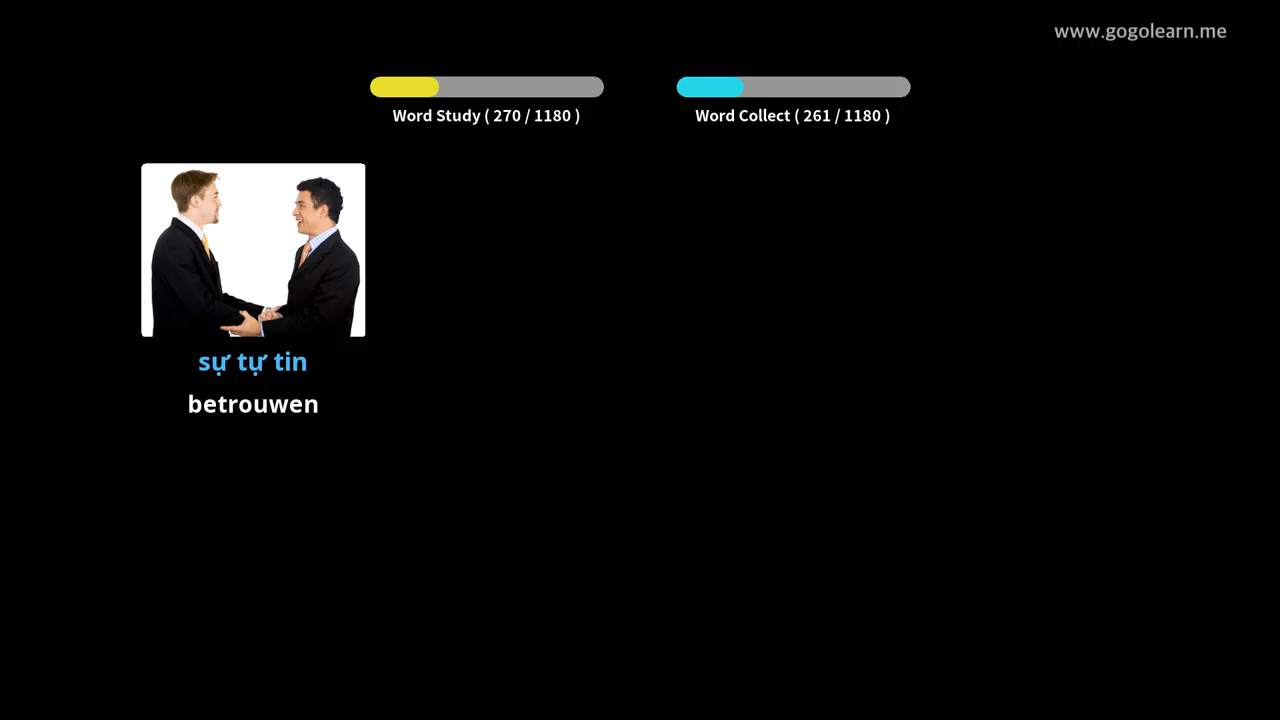 www.gogolearn.me
Word Study ( 270 / 1180 )
Word Collect ( 261 / 1180 )
sự tự tin
betrouwen